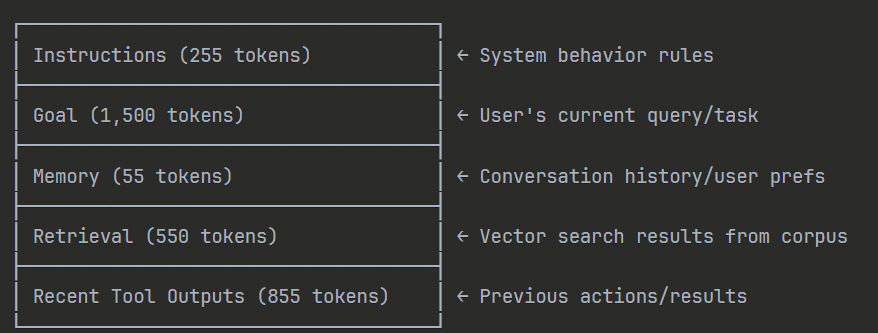 Instructions (255 tokens) ← System behavior rules
Goal (1,500 tokens) ← User's current query/task
Memory (55 tokens) ← Conversation history/user prefs
Retrieval (550 tokens) ← Vector search results from corpus
Recent Tool Outputs (855 tokens) ← Previous actions/results